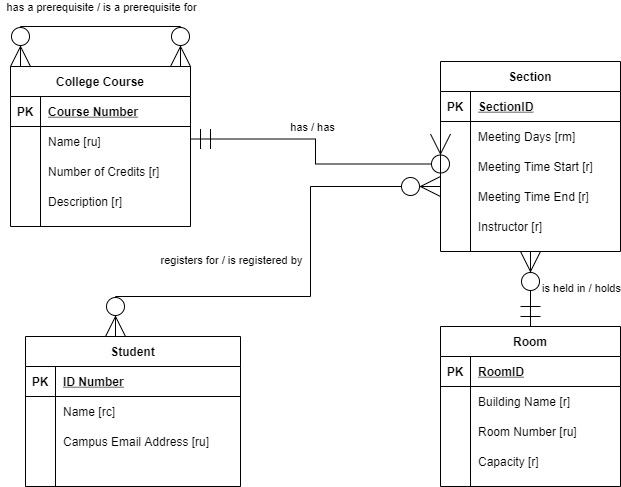 has a prerequisite / is a prerequisite for
College Course
PK Course Number
Name [ru]
Number of Credits [r]
Description [r]
has / has
Section
PK SectionID
Meeting Days [rm]
Meeting Time Start [r]
Meeting Time End [r]
Instructor [r]
registers for / is registered by
is held in / holds
Student
PK ID Number
Name [rc]
Campus Email Address [ru]
Room
PK RoomID
Building Name [r]
Room Number [ru]
Capacity [r]